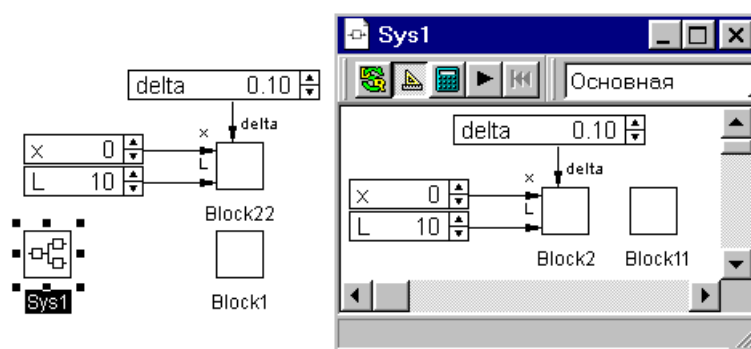 delta 0.10
delta
x
x 0
L
L 10
Block22
Sys1
Block1
Sys1
Основная
delta 0.10
delta
x
x 0
L
L 10
Block2 Block11